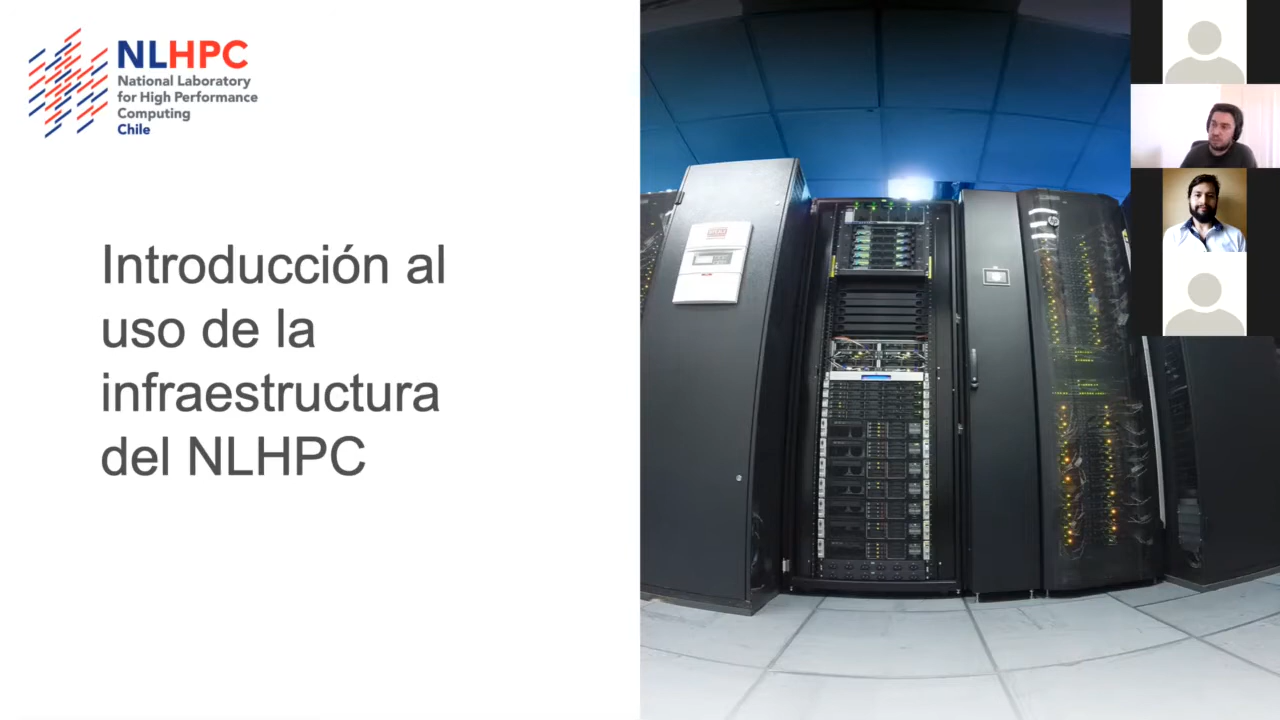 NLHPC
National Laboratory
for High Performance
Computing
Chile
Introducción al
uso de la
infraestructura
del NLHPC